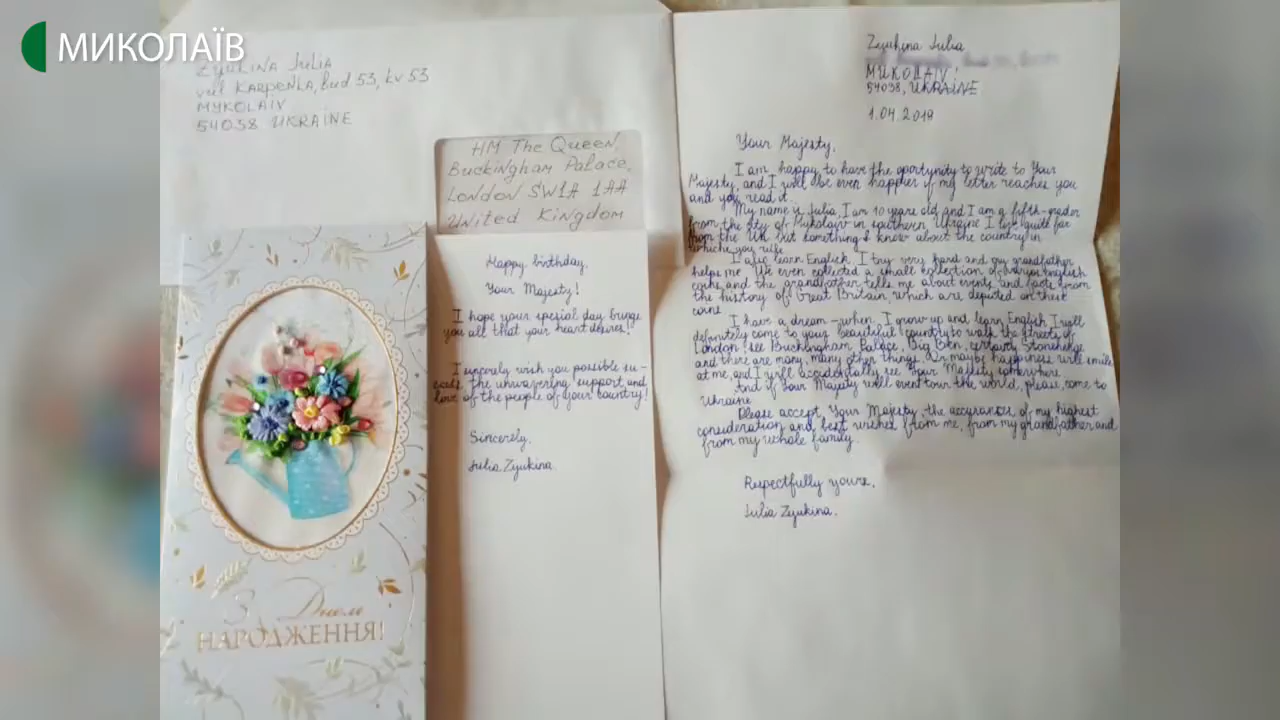 МИКОЛАЇВ
ZYUKINA JULIA
vul KARPENKA, bud 53, kv 53
MYKOLAIV
54038 UKRAINE
HM The Queen,
Buckingham Palace,
London SW1A 1AA
United Kingdom
З Днем
НАРОДЖЕННЯ!
Happy birthday,
Your Majesty!
I hope your special day brings
you all that your heart desires!
I sincerely wish you possible su-
ccess, the unwavering support and
love of the people of your country!
Sincerely,
Julia Zyukina.
Zyukina Julia
MYKOLAIV
54038, UKRAINE
1.04.2019
Your Majesty,
I am happy to have the oportunity to write to Your
Majesty, and I will be even happier if my letter reaches you
and you read it.
My name is Julia, I am 10 years old and I am a fifth-grader
from the city of Mykolaiv in southern Ukraine I live quite far
from the UK but something I know about the country in
which you rule.
I also learn English. I try very hard and my grandfather
helps me. We even collected a small collection of various English
coins and the grandfather tells me about events and facts from
the history of Great Britain which are depicted on these
coins.
I have a dream – when I grow up and learn English I will
definitely come to your beautiful country to walk the streets of
London, see Buckingham Palace, Big Ben, certainly Stonehenge
and there are many, many other things. Or maybe happiness will smile
at me, and I will accidentally see Your Majesty somewhere.
And if Your Majesty will event tour the world, please, come to
Ukraine.
Please accept, Your Majesty, the assurances of my highest
consideration and best wishes from me, from my grandfather and
from my whole family.
Respectfully yours,
Julia Zyukina.